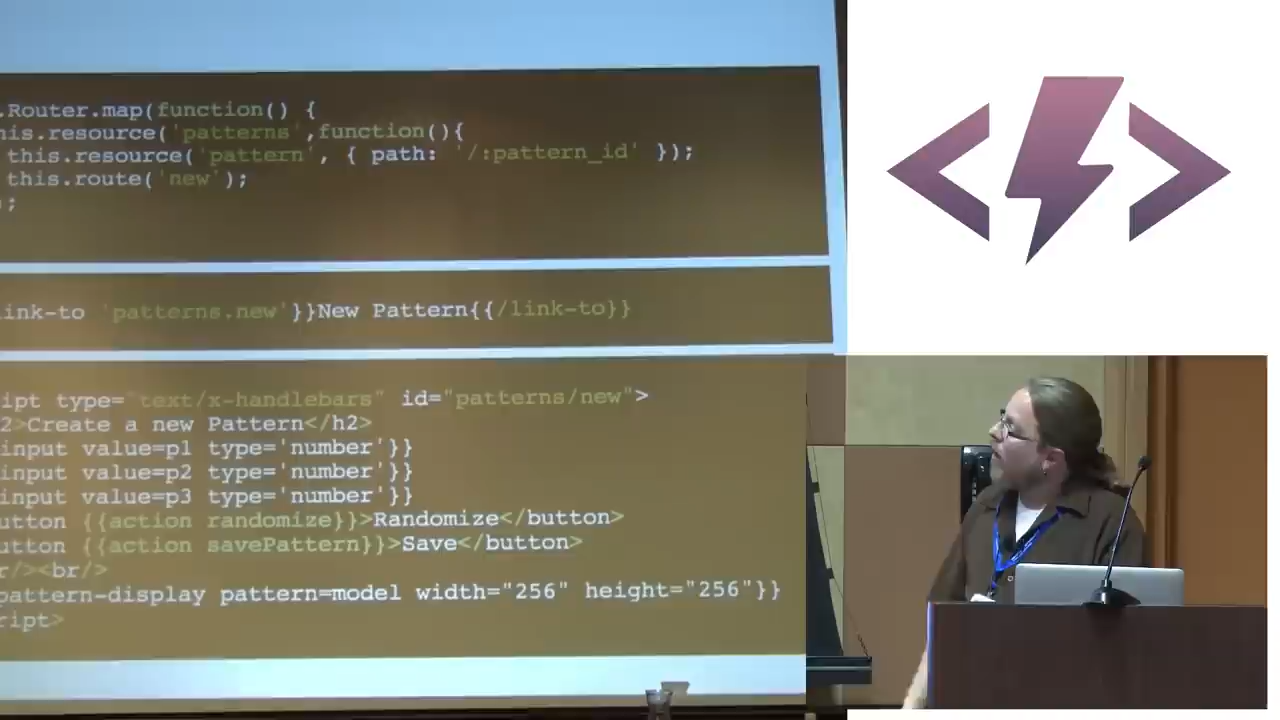 .Router.map(function() {
his.resource('patterns',function(){
this.resource('pattern', { path: '/:pattern_id' });
this.route('new');
;
ink-to 'patterns.new'}}New Pattern{{/link-to}}
ipt type="text/x-handlebars" id="patterns/new">
2>Create a new Pattern</h2>
input value=p1 type='number'}}
input value=p2 type='number'}}
input value=p3 type='number'}}
utton {{action randomize}}>Randomize</button>
utton {{action savePattern}}>Save</button>
r/><br/>
pattern-display pattern=model width="256" height="256"}}
ript>